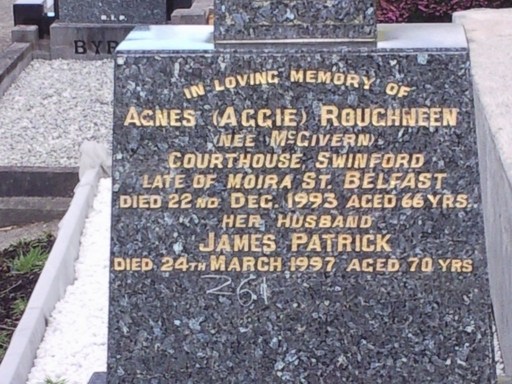 R.I.P.
BYR
IN LOVING MEMORY OF
AGNES (AGGIE) ROUGHNEEN
(NEE McGIVERN)
COURTHOUSE, SWINFORD
LATE OF MOIRA ST. BELFAST
DIED 22ND. DEC. 1993 AGED 66 YRS.
HER HUSBAND
JAMES PATRICK
DIED 24TH MARCH 1997 AGED 70 YRS
261